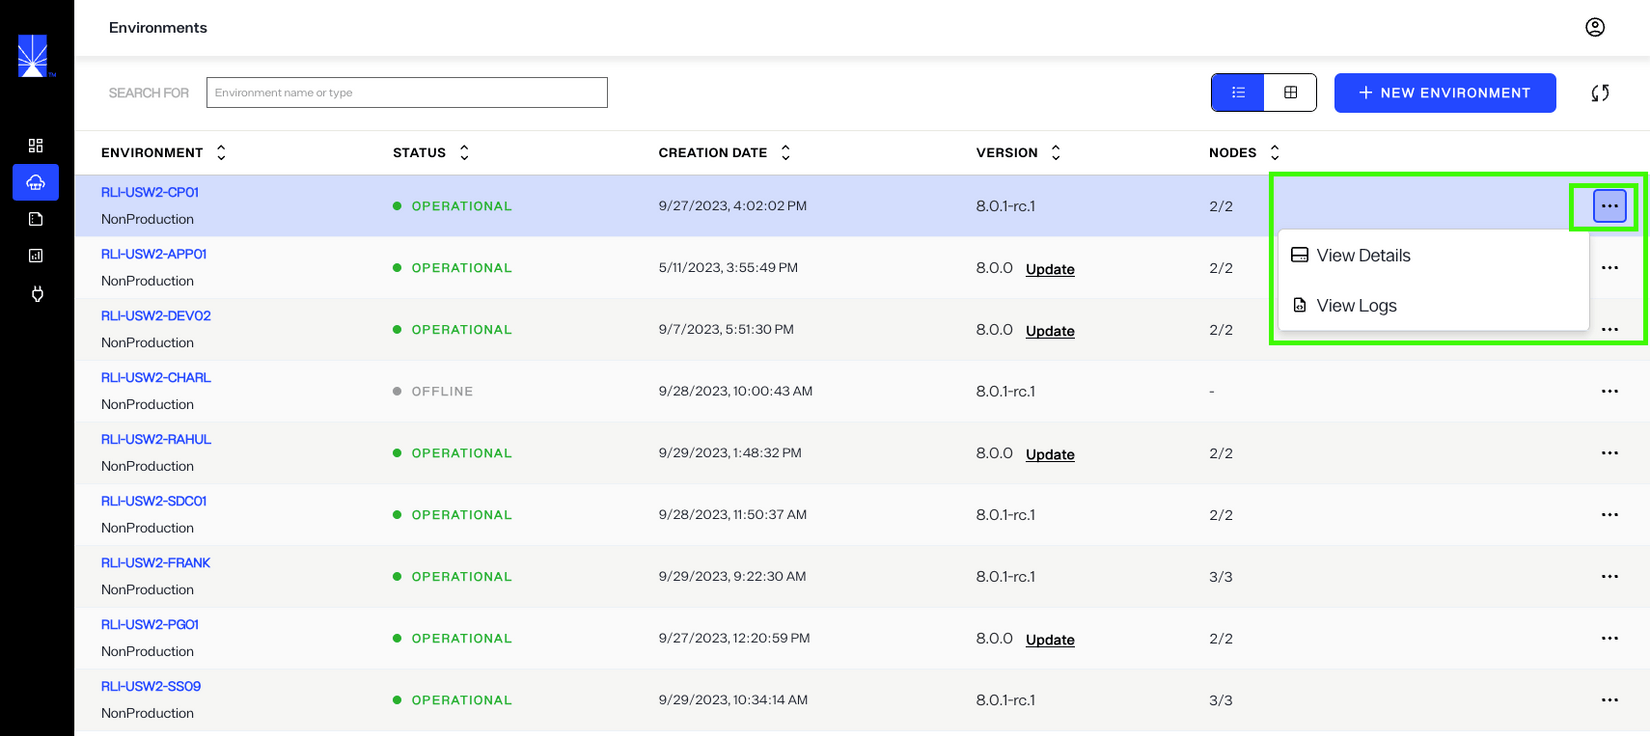 Environments
SEARCH FOR Environment name or type NEW ENVIRONMENT
ENVIRONMENT STATUS CREATION DATE VERSION NODES
RLI-USW2-CP01
NonProduction OPERATIONAL 9/27/2023, 4:02:02 PM 8.0.1-rc.1 2/2
RLI-USW2-APP01
NonProduction OPERATIONAL 5/11/2023, 3:55:49 PM 8.0.0 Update 2/2
View Details
View Logs
RLI-USW2-DEV02
NonProduction OPERATIONAL 9/7/2023, 5:51:30 PM 8.0.0 Update 2/2
RLI-USW2-CHARL
NonProduction OFFLINE 9/28/2023, 10:00:43 AM 8.0.1-rc.1 -
RLI-USW2-RAHUL
NonProduction OPERATIONAL 9/29/2023, 1:48:32 PM 8.0.0 Update 2/2
RLI-USW2-SDC01
NonProduction OPERATIONAL 9/28/2023, 11:50:37 AM 8.0.1-rc.1 2/2
RLI-USW2-FRANK
NonProduction OPERATIONAL 9/29/2023, 9:22:30 AM 8.0.1-rc.1 3/3
RLI-USW2-PG01
NonProduction OPERATIONAL 9/27/2023, 12:20:59 PM 8.0.0 Update 2/2
RLI-USW2-SS09
NonProduction OPERATIONAL 9/29/2023, 10:34:14 AM 8.0.1-rc.1 3/3